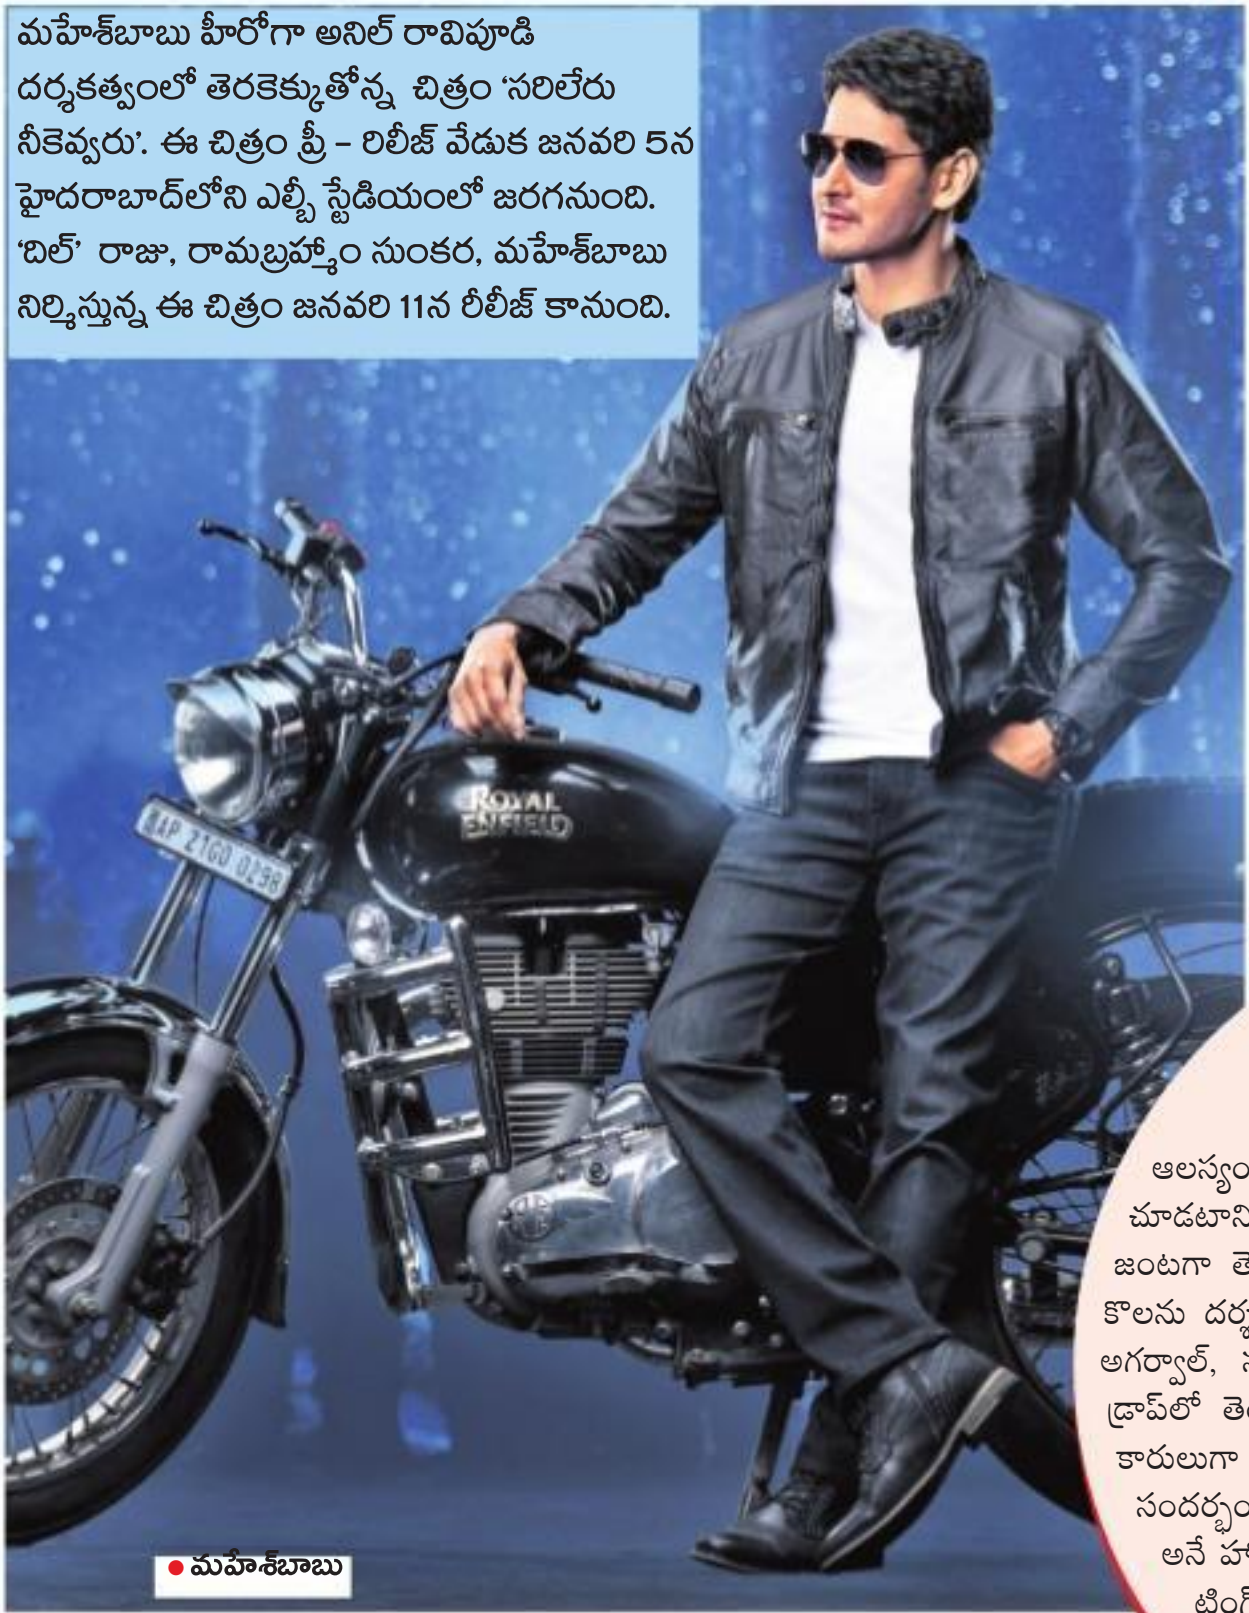 మహేశ్‌బాబు హీరోగా అనిల్ రావిపూడి
దర్శకత్వంలో తెరకెక్కుతోన్న చిత్రం ‘సరిలేరు
నీకెవ్వరు’. ఈ చిత్రం ప్రీ – రిలీజ్ వేడుక జనవరి 5న
హైదరాబాద్‌లోని ఎల్బీ స్టేడియంలో జరగనుంది.
‘దిల్’ రాజు, రామబ్రహ్మం సుంకర, మహేశ్‌బాబు
నిర్మిస్తున్న ఈ చిత్రం జనవరి 11న రీలీజ్ కానుంది.
ROYAL
ENFIELD
AP 21GO 0298
ఆలస్యం
చూడటాని
జంటగా
కొలను
అగర్వాల్,
డ్రాప్‌లో
కారులుగా
సందర్భం
అనే హా
టింగ్
• మహేశ్‌బాబు